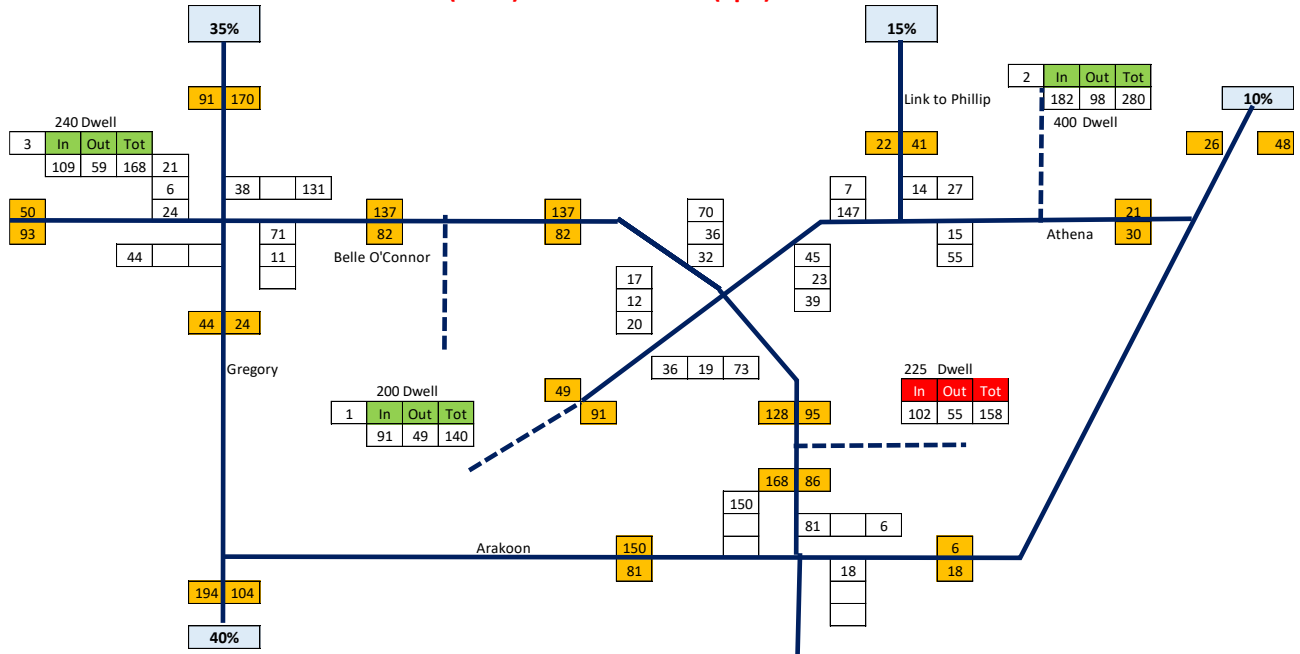 35%
15%
91 170
Link to Phillip
2 In Out Tot
182 98 280
400 Dwell
10%
240 Dwell
3 In Out Tot
109 59 168 21
22 41
26 48
6
38 131
7
14 27
24
50
93
137
82
137
82
70
36
32
147
21
30
Athena
15
55
44
71
11
Belle O'Connor
45
23
39
17
12
20
44 24
Gregory
36 19 73
200 Dwell
1 In Out Tot
91 49 140
49
91
128 95
225 Dwell
In Out Tot
102 55 158
168 86
150
81 6
Arakoon
150
81
6
18
18
194 104
40%